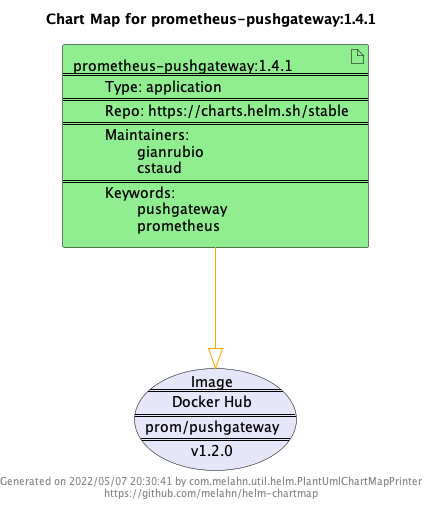 Chart Map for prometheus-pushgateway:1.4.1
prometheus-pushgateway:1.4.1
Type: application
Repo: https://charts.helm.sh/stable
Maintainers:
gianrubio
cstaud
Keywords:
pushgateway
prometheus
Image
Docker Hub
prom/pushgateway
v1.2.0
Generated on 2022/05/07 20:30:41 by com.melahn.util.helm.PlantUmlChartMapPrinter
https://github.com/melahn/helm-chartmap